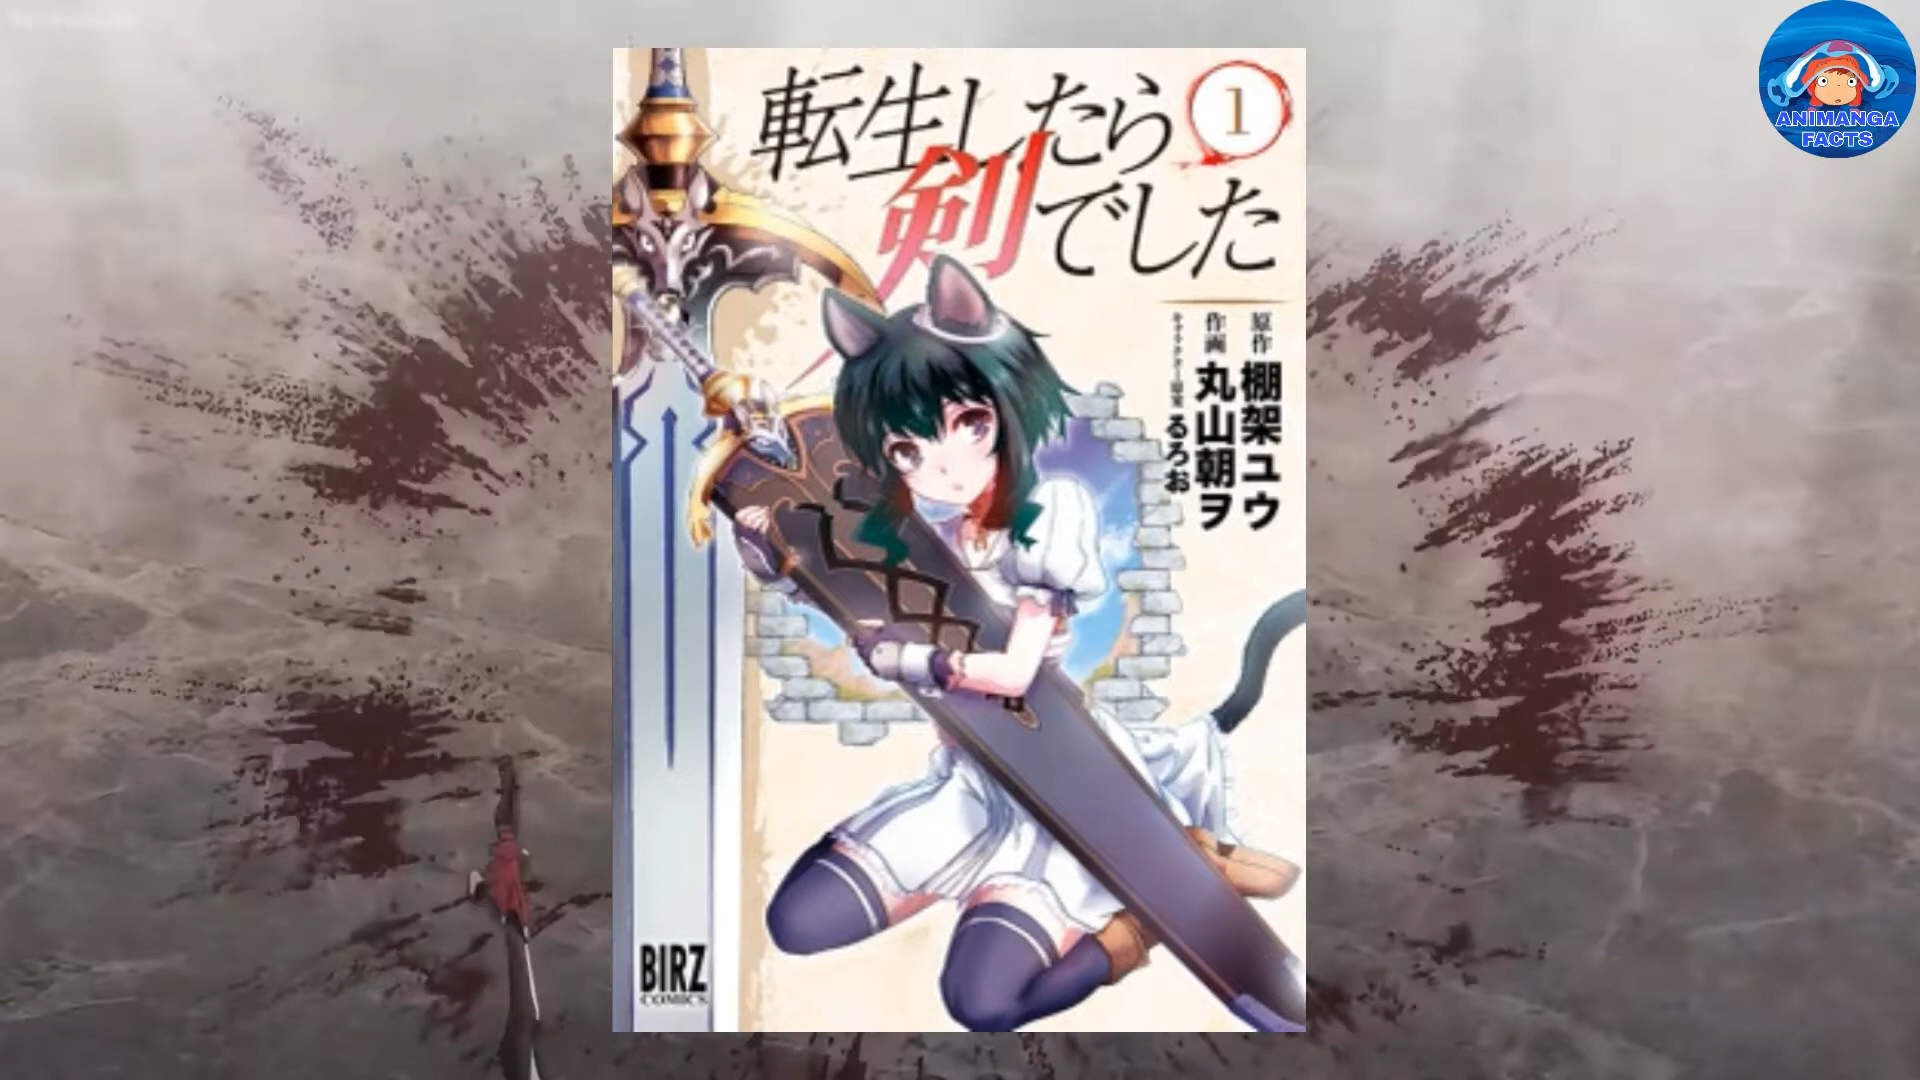 転生したら
剣でした
1
原作 棚架ユウ
作画 丸山朝ヲ
キャラクター原案 るろお
BIRZ
COMICS
ANIMANGA
FACTS